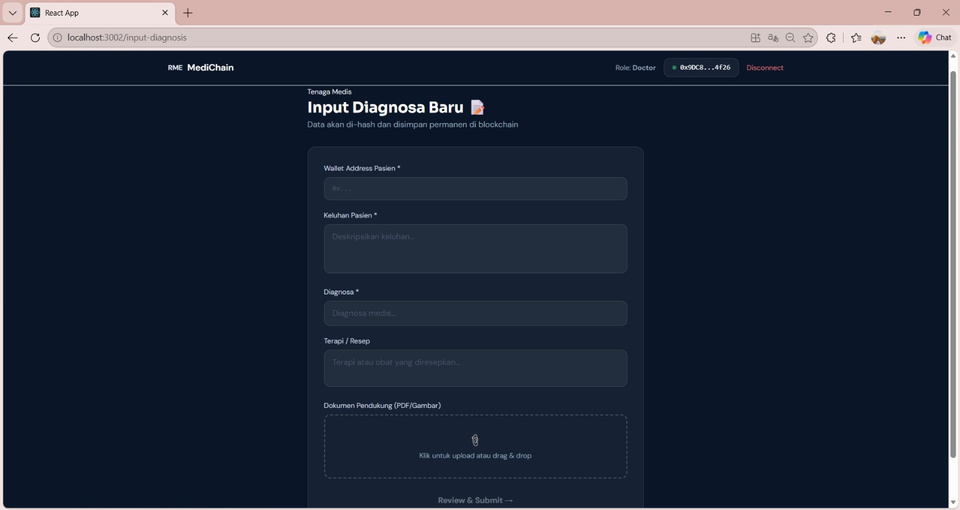 React App
localhost:3002/input-diagnosis
Chat
RME MediChain
Role: Doctor
0x9DC8...4f26
Disconnect
Tenaga Medis
Input Diagnosa Baru
Data akan di-hash dan disimpan permanen di blockchain
Wallet Address Pasien *
0x...
Keluhan Pasien *
Deskripsikan keluhan...
Diagnosa *
Diagnosa medis...
Terapi / Resep
Terapi atau obat yang diresepkan...
Dokumen Pendukung (PDF/Gambar)
Klik untuk upload atau drag & drop
Review & Submit →